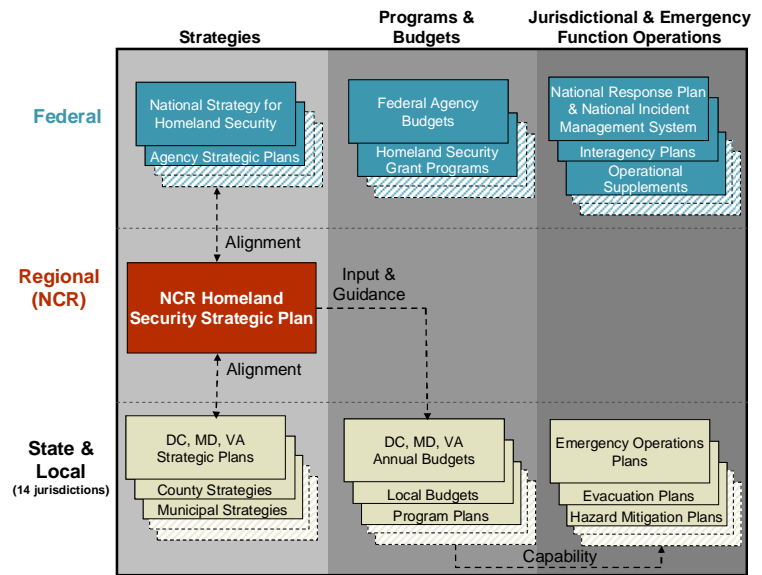 Strategies
Programs &
Budgets
Jurisdictional & Emergency
Function Operations
Federal
National Strategy for
Homeland Security
Agency Strategic Plans
Federal Agency
Budgets
Homeland Security
Grant Programs
National Response Plan
& National Incident
Management System
Interagency Plans
Operational
Supplements
Alignment
Regional
(NCR)
NCR Homeland
Security Strategic Plan
Input &
Guidance
Alignment
State &
Local
(14 jurisdictions)
DC, MD, VA
Strategic Plans
County Strategies
Municipal Strategies
DC, MD, VA
Annual Budgets
Local Budgets
Program Plans
Emergency Operations
Plans
Evacuation Plans
Hazard Mitigation Plans
Capability